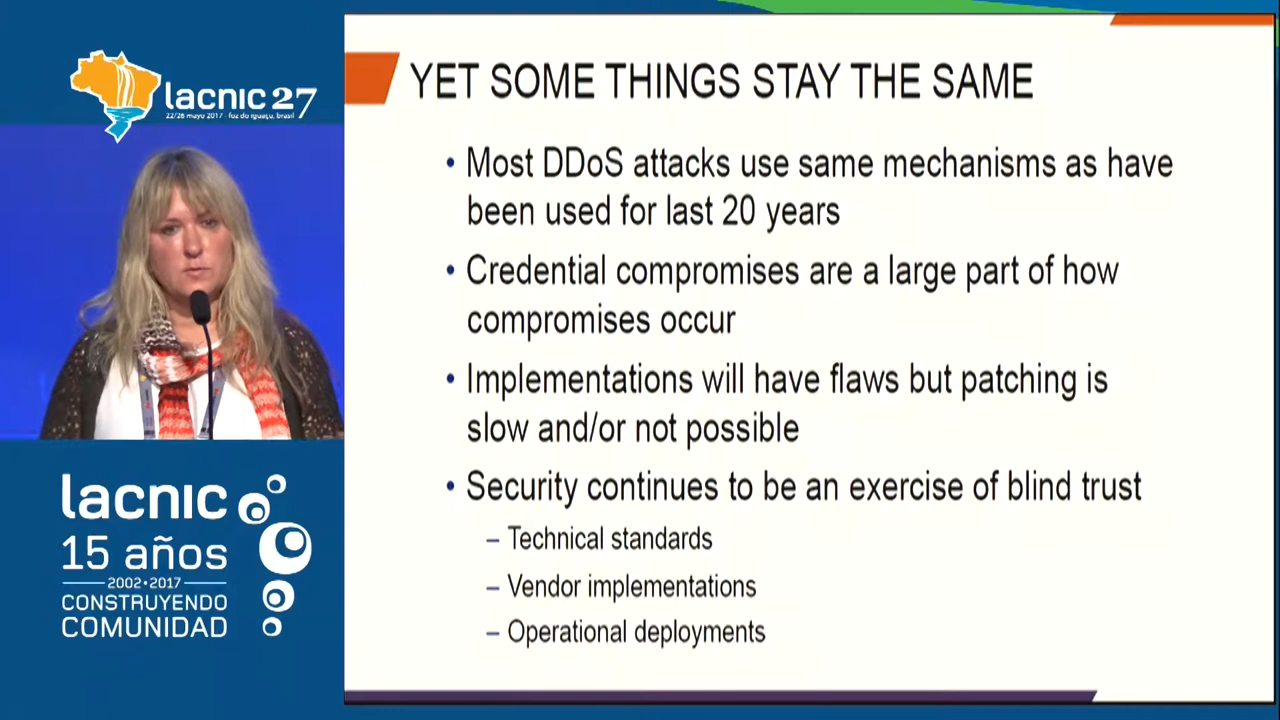 lacnic 27
22/26 mayo 2017 - foz do iguaçu, brasil
YET SOME THINGS STAY THE SAME
• Most DDoS attacks use same mechanisms as have
been used for last 20 years
• Credential compromises are a large part of how
compromises occur
• Implementations will have flaws but patching is
slow and/or not possible
• Security continues to be an exercise of blind trust
– Technical standards
– Vendor implementations
– Operational deployments
lacnic
15 años
2002•2017
CONSTRUYENDO
COMUNIDAD